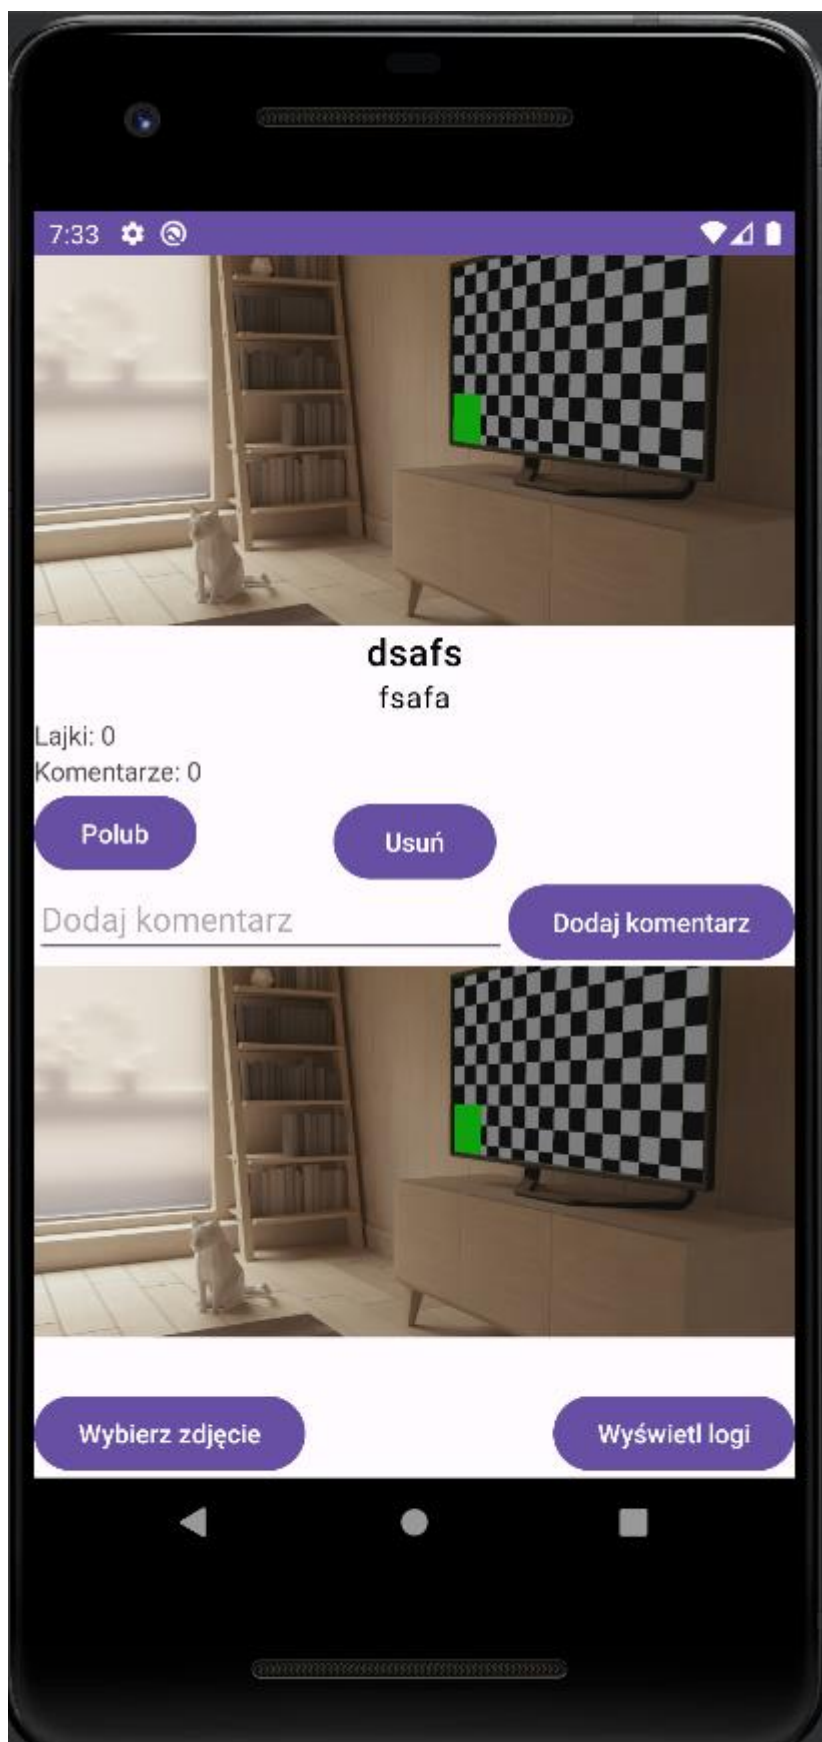 7:33
dsafs
fsafa
Lajki: 0
Komentarze: 0
Polub
Usuń
Dodaj komentarz
Dodaj komentarz
Wybierz zdjęcie
Wyświetl logi